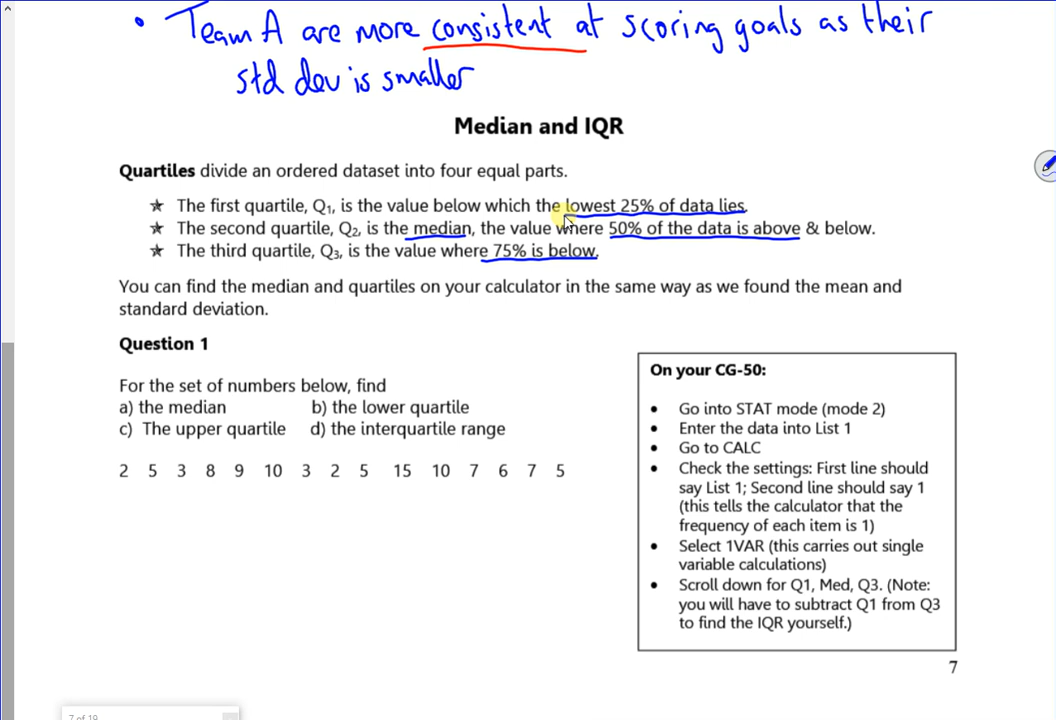 • Team A are more consistent at scoring goals as their
std dev is smaller
Median and IQR
Quartiles divide an ordered dataset into four equal parts.
★ The first quartile, Q₁, is the value below which the lowest 25% of data lies.
★ The second quartile, Q₂, is the median, the value where 50% of the data is above & below.
★ The third quartile, Q₃, is the value where 75% is below.
You can find the median and quartiles on your calculator in the same way as we found the mean and
standard deviation.
Question 1
For the set of numbers below, find
a) the median b) the lower quartile
c) The upper quartile d) the interquartile range
2 5 3 8 9 10 3 2 5 15 10 7 6 7 5
On your CG-50:
• Go into STAT mode (mode 2)
• Enter the data into List 1
• Go to CALC
• Check the settings: First line should
say List 1; Second line should say 1
(this tells the calculator that the
frequency of each item is 1)
• Select 1VAR (this carries out single
variable calculations)
• Scroll down for Q1, Med, Q3. (Note:
you will have to subtract Q1 from Q3
to find the IQR yourself.)
7
7 of 19